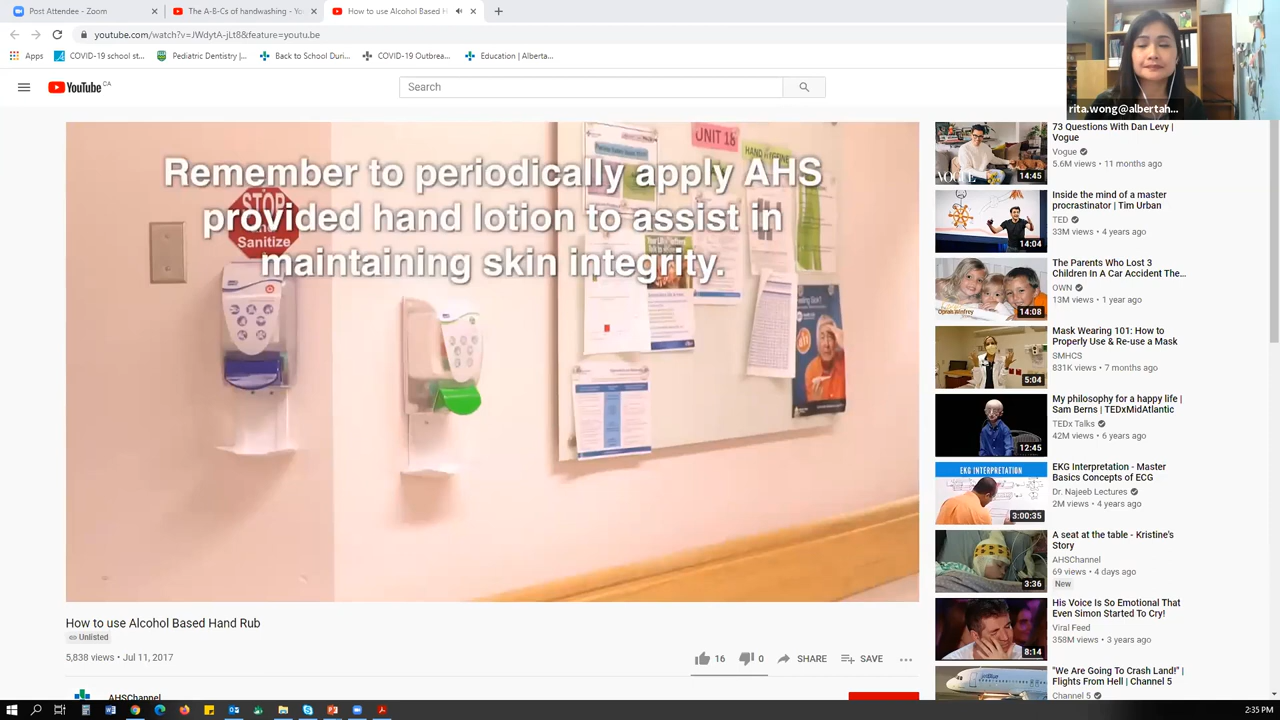 Post Attendee - Zoom
The A-B-Cs of handwashing - Yo
How to use Alcohol Based H
youtube.com/watch?v=JWdytA-jLt8&feature=youtu.be
Apps
COVID-19 school st...
Pediatric Dentistry |...
Back to School Duri...
COVID-19 Outbrea...
Education | Alberta...
YouTube CA
Search
rita.wong@albertah...
Remember to periodically apply AHS
provided hand lotion to assist in
maintaining skin integrity.
STOP
Sanitize
UNIT 18
HAND HYGIENE
How to use Alcohol Based Hand Rub
Unlisted
5,838 views • Jul 11, 2017
16
0
SHARE
SAVE
AHSChannel
VOGUE
14:45
73 Questions With Dan Levy |
Vogue
Vogue
5.6M views • 11 months ago
14:04
Inside the mind of a master
procrastinator | Tim Urban
TED
33M views • 4 years ago
Oprah Winfrey
14:08
The Parents Who Lost 3
Children In A Car Accident The...
OWN
13M views • 1 year ago
5:04
Mask Wearing 101: How to
Properly Use & Re-use a Mask
SMHCS
831K views • 7 months ago
12:45
My philosophy for a happy life |
Sam Berns | TEDxMidAtlantic
TEDx Talks
42M views • 6 years ago
EKG INTERPRETATION
3:00:35
EKG Interpretation - Master
Basics Concepts of ECG
Dr. Najeeb Lectures
2M views • 4 years ago
3:36
A seat at the table - Kristine's
Story
AHSChannel
69 views • 4 days ago
New
8:14
His Voice Is So Emotional That
Even Simon Started To Cry!
Viral Feed
358M views • 3 years ago
jetBlue
"We Are Going To Crash Land!" |
Flights From Hell | Channel 5
Channel 5
2:35 PM